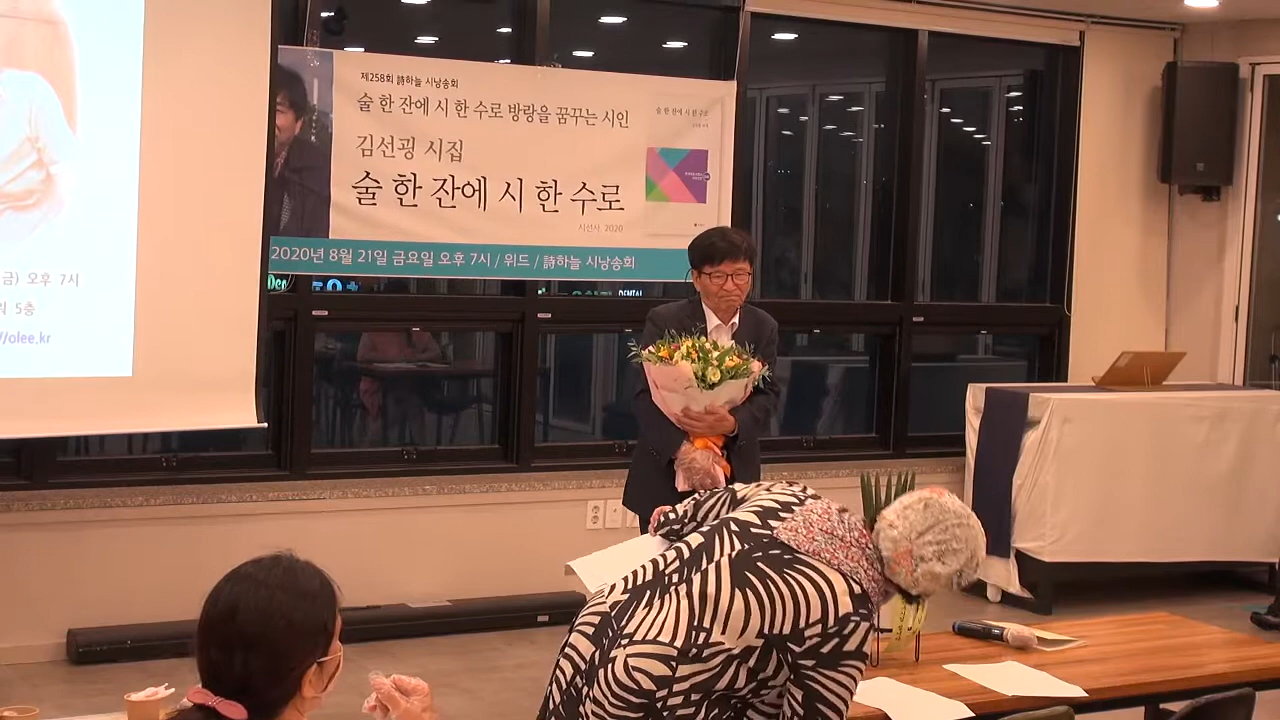 제258회 詩하늘 시낭송회
술 한 잔에 시 한 수로 방랑을 꿈꾸는 시인
김선굉 시집
술 한 잔에 시 한 수로
시선사, 2020
술 한 잔에 시 한 수로
2020년 8월 21일 금요일 오후 7시 / 위드 / 詩하늘 시낭송회
금) 오후 7시
5층
//olee.kr
DENTAL